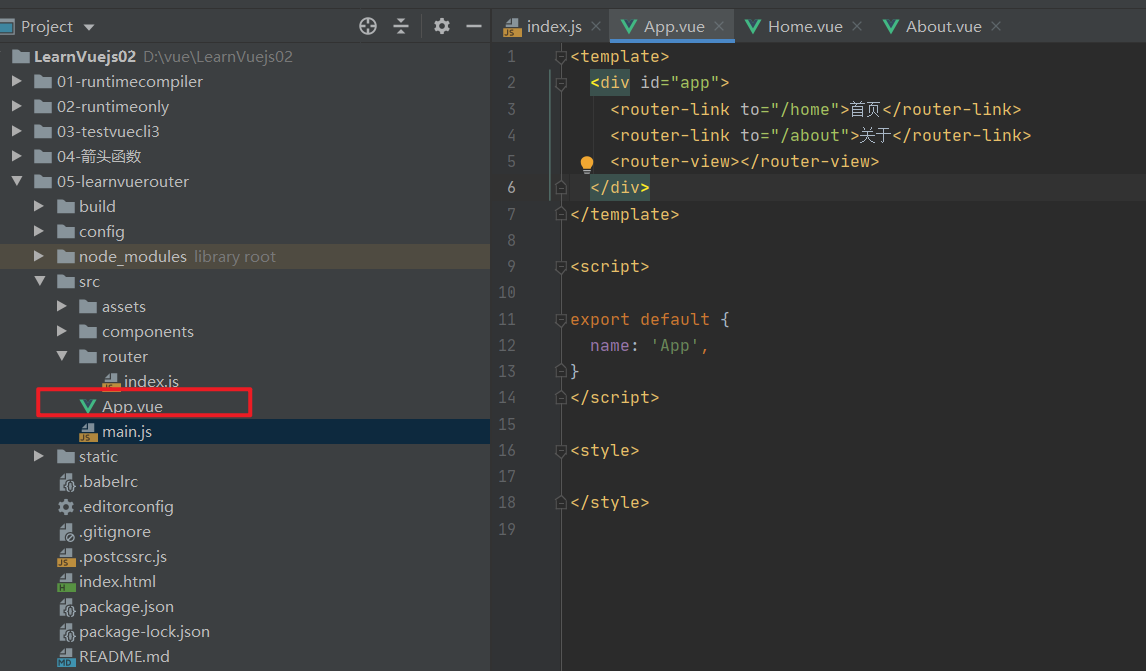 Project
LearnVuejs02 D:\vue\LearnVuejs02
01-runtimecompiler
02-runtimeonly
03-testvuecli3
04-箭头函数
05-learnvuerouter
build
config
node_modules library root
src
assets
components
router
index.js
App.vue
main.js
static
.babelrc
.editorconfig
.gitignore
.postcssrc.js
index.html
package.json
package-lock.json
README.md
index.js App.vue Home.vue About.vue
1 <template>
2 <div id="app">
3 <router-link to="/home">首页</router-link>
4 <router-link to="/about">关于</router-link>
5 <router-view></router-view>
6 </div>
7 </template>
8
9 <script>
10
11 export default {
12 name: 'App',
13 }
14 </script>
15
16 <style>
17
18 </style>
19